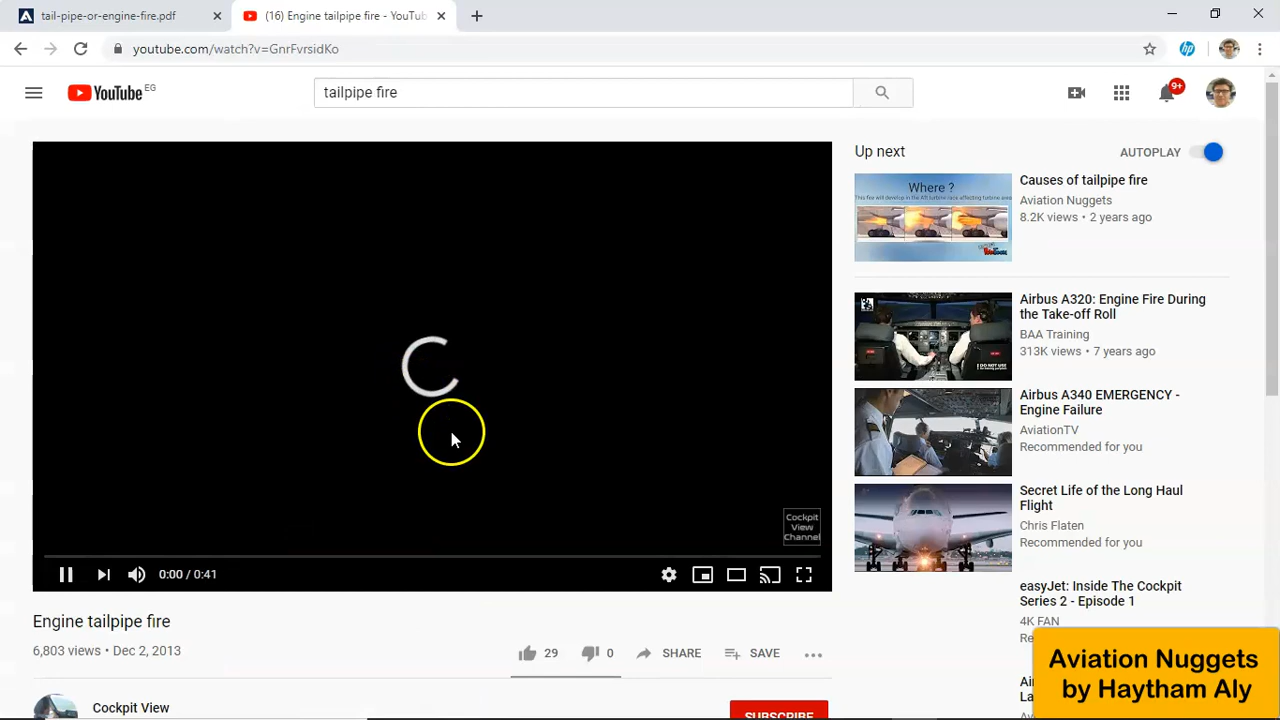 tail-pipe-or-engine-fire.pdf
(16) Engine tailpipe fire - YouTub
youtube.com/watch?v=GnrFvrsidKo
YouTube EG
tailpipe fire
9+
Up next
AUTOPLAY
Where ?
Causes of tailpipe fire
Aviation Nuggets
8.2K views • 2 years ago
Airbus A320: Engine Fire During
the Take-off Roll
BAA Training
313K views • 7 years ago
Airbus A340 EMERGENCY -
Engine Failure
AviationTV
Recommended for you
Secret Life of the Long Haul
Flight
Chris Flaten
Recommended for you
easyJet: Inside The Cockpit
Series 2 - Episode 1
4K FAN
Cockpit
View
Channel
0:00 / 0:41
Engine tailpipe fire
6,803 views • Dec 2, 2013
29
0
SHARE
SAVE
Cockpit View
SUBSCRIBE
Aviation Nuggets
by Haytham Aly